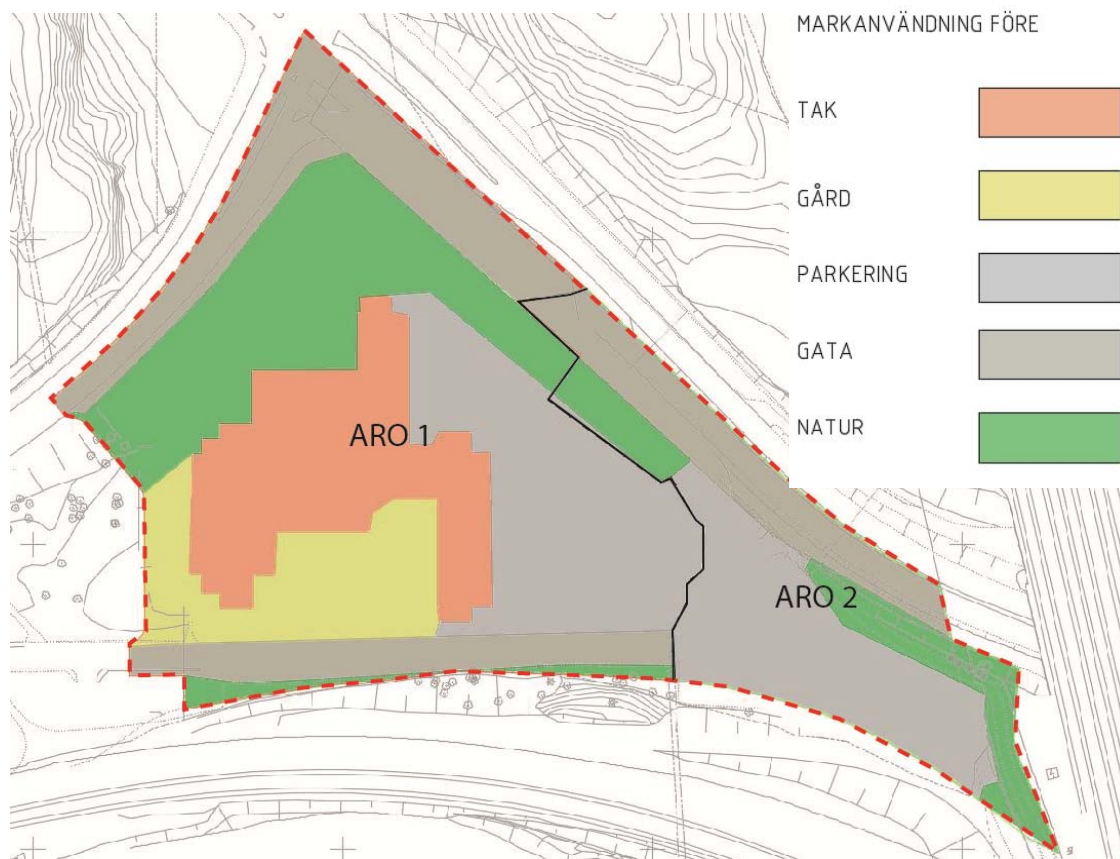 MARKANVÄNDNING FÖRE
TAK
GÅRD
PARKERING
GATA
NATUR
ARO 1
ARO 2